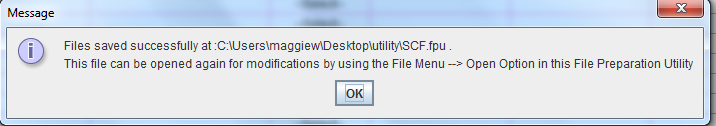 Message
Files saved successfully at :C:\Users\maggiew\Desktop\utility\SCF.fpu .
This file can be opened again for modifications by using the File Menu --> Open Option in this File Preparation Utility
OK